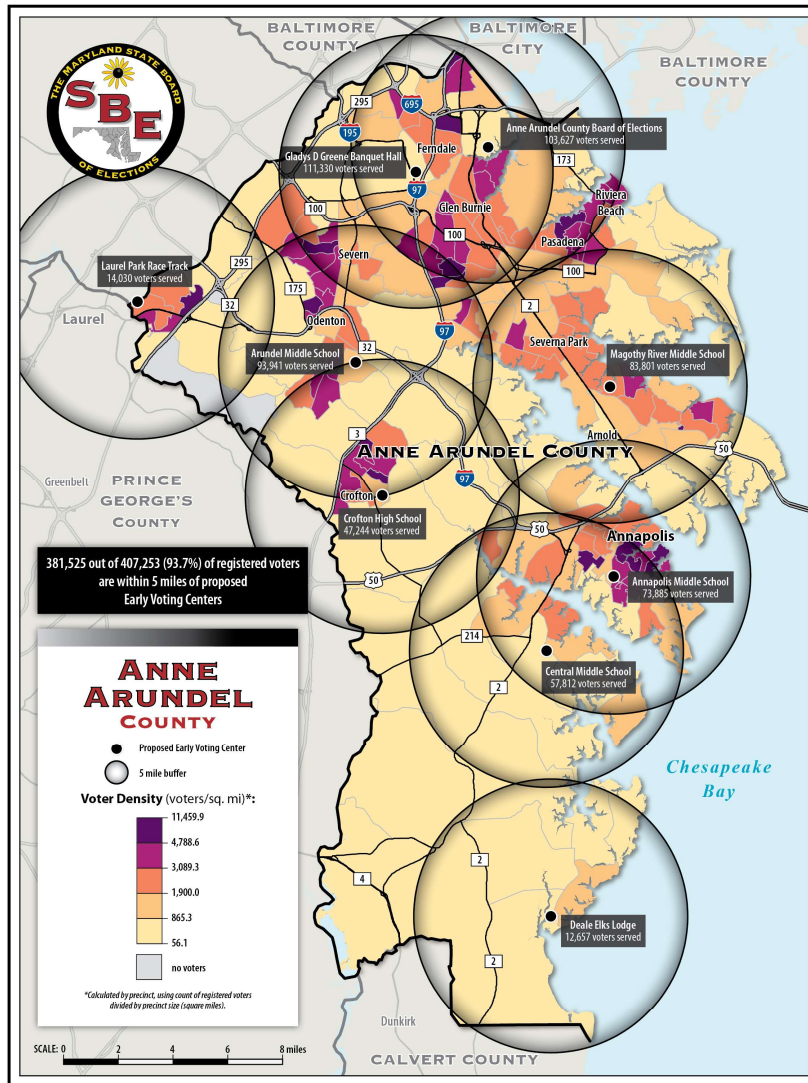 BALTIMORE
COUNTY
BALTIMORE
CITY
BALTIMORE
COUNTY
THE MARYLAND STATE BOARD
SBE
OF ELECTIONS
295
695
195
Anne Arundel County Board of Elections
103,627 voters served
Ferndale
Gladys D Greene Banquet Hall
111,330 voters served
173
97
Riviera
Beach
100
Glen Burnie
100
Pasadena
Severn
295
100
Laurel Park Race Track
14,030 voters served
175
32
2
Laurel
Odenton
97
Severna Park
32
Arundel Middle School
93,941 voters served
Magothy River Middle School
83,801 voters served
3
Arnold
ANNE ARUNDEL COUNTY
50
97
Greenbelt
PRINCE
GEORGE'S
COUNTY
Crofton
Crofton High School
47,244 voters served
50
Annapolis
381,525 out of 407,253 (93.7%) of registered voters
are within 5 miles of proposed
Early Voting Centers
50
Annapolis Middle School
73,885 voters served
214
Central Middle School
57,812 voters served
2
ANNE
ARUNDEL
COUNTY
Proposed Early Voting Center
5 mile buffer
Chesapeake
Bay
Voter Density (voters/sq. mi)*:
11,459.9
4,788.6
3,089.3
1,900.0
865.3
56.1
no voters
*Calculated by precinct, using count of registered voters
divided by precinct size (square miles).
2
4
Deale Elks Lodge
12,657 voters served
2
Dunkirk
SCALE: 0 2 4 6 8 miles
CALVERT COUNTY